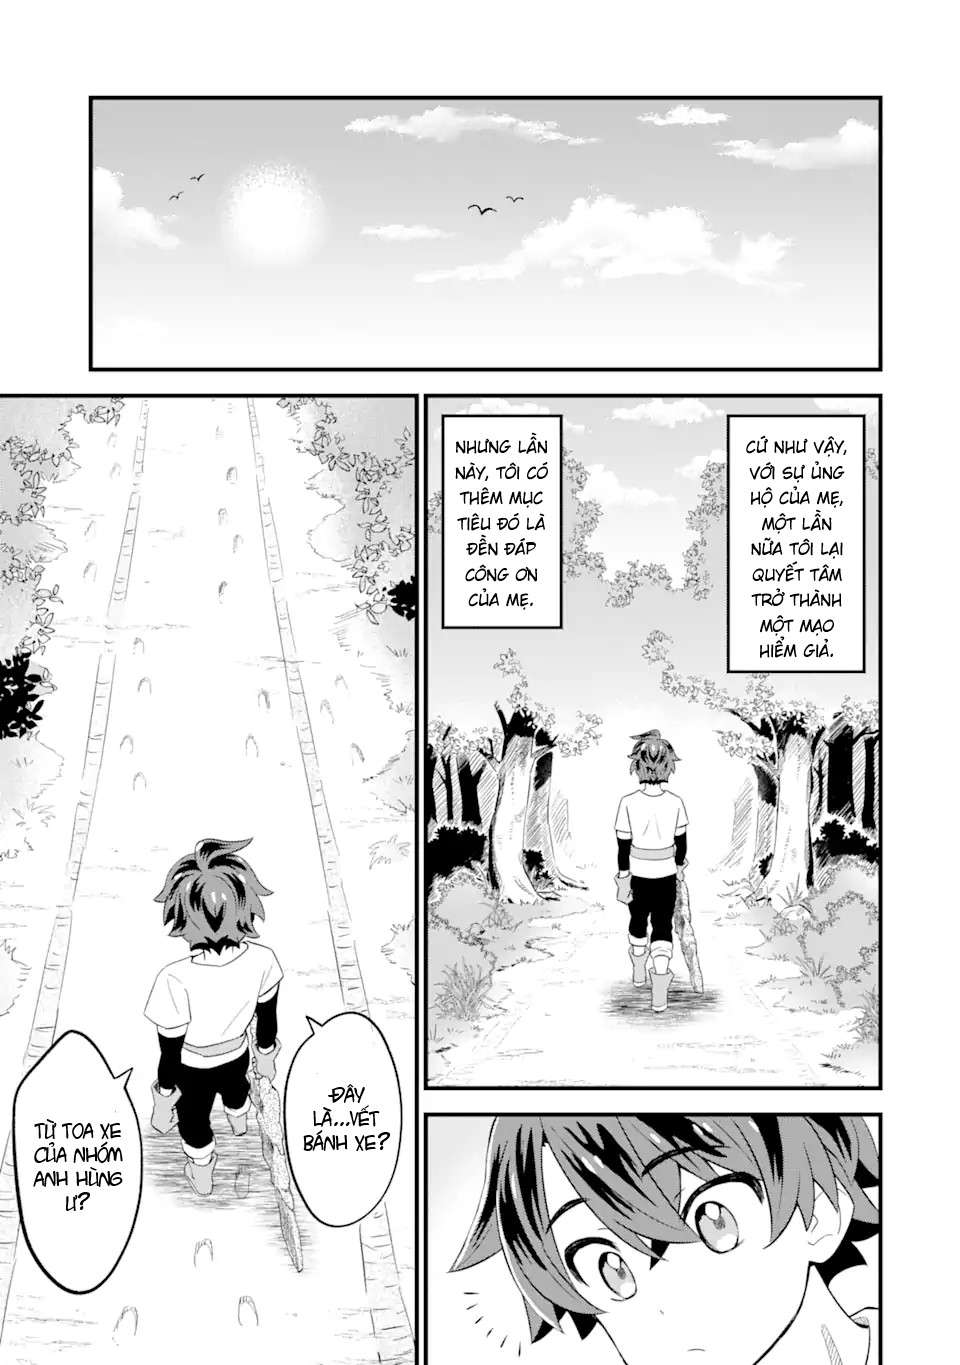 CỨ NHƯ VẬY,
VỚI SỰ ỦNG
HỘ CỦA MẸ,
MỘT LẦN
NỮA TÔI LẠI
QUYẾT TÂM
TRỞ THÀNH
MỘT MẠO
HIỂM GIẢ.
NHƯNG LẦN
NÀY, TÔI CÓ
THÊM MỤC
TIÊU ĐÓ LÀ
ĐỀN ĐÁP
CÔNG ƠN
CỦA MẸ.
ĐÂY
LÀ...VẾT
BÁNH XE?
TỪ TOA XE
CỦA NHÓM
ANH HÙNG
Ư?